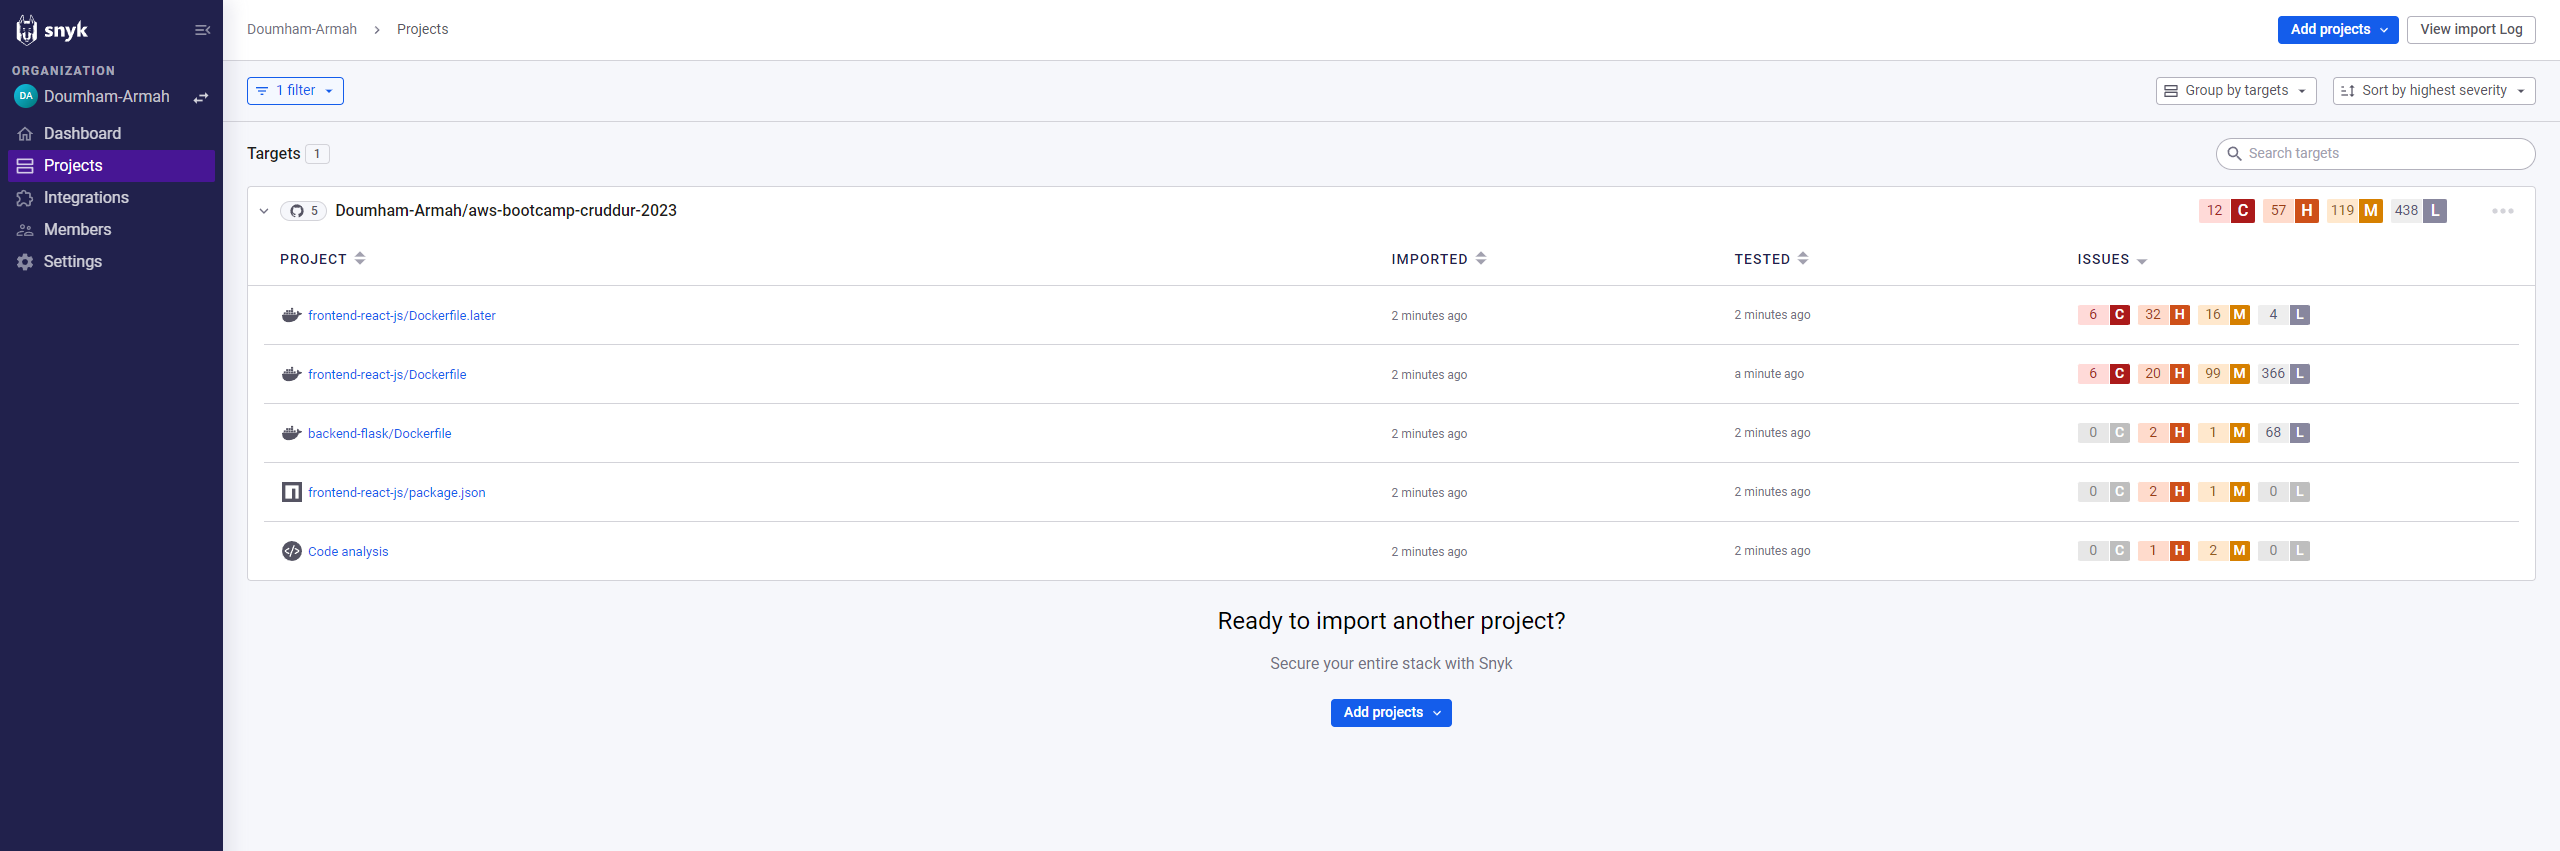 snyk
Doumham-Armah > Projects
Add projects
View import Log
ORGANIZATION
DA Doumham-Armah
Dashboard
Projects
Integrations
Members
Settings
1 filter
Group by targets
Sort by highest severity
Targets 1
Search targets
5 Doumham-Armah/aws-bootcamp-cruddur-2023 12 C 57 H 119 M 438 L
PROJECT IMPORTED TESTED ISSUES
frontend-react-js/Dockerfile.later 2 minutes ago 2 minutes ago 6 C 32 H 16 M 4 L
frontend-react-js/Dockerfile 2 minutes ago a minute ago 6 C 20 H 99 M 366 L
backend-flask/Dockerfile 2 minutes ago 2 minutes ago 0 C 2 H 1 M 68 L
frontend-react-js/package.json 2 minutes ago 2 minutes ago 0 C 2 H 1 M 0 L
Code analysis 2 minutes ago 2 minutes ago 0 C 1 H 2 M 0 L
Ready to import another project?
Secure your entire stack with Snyk
Add projects